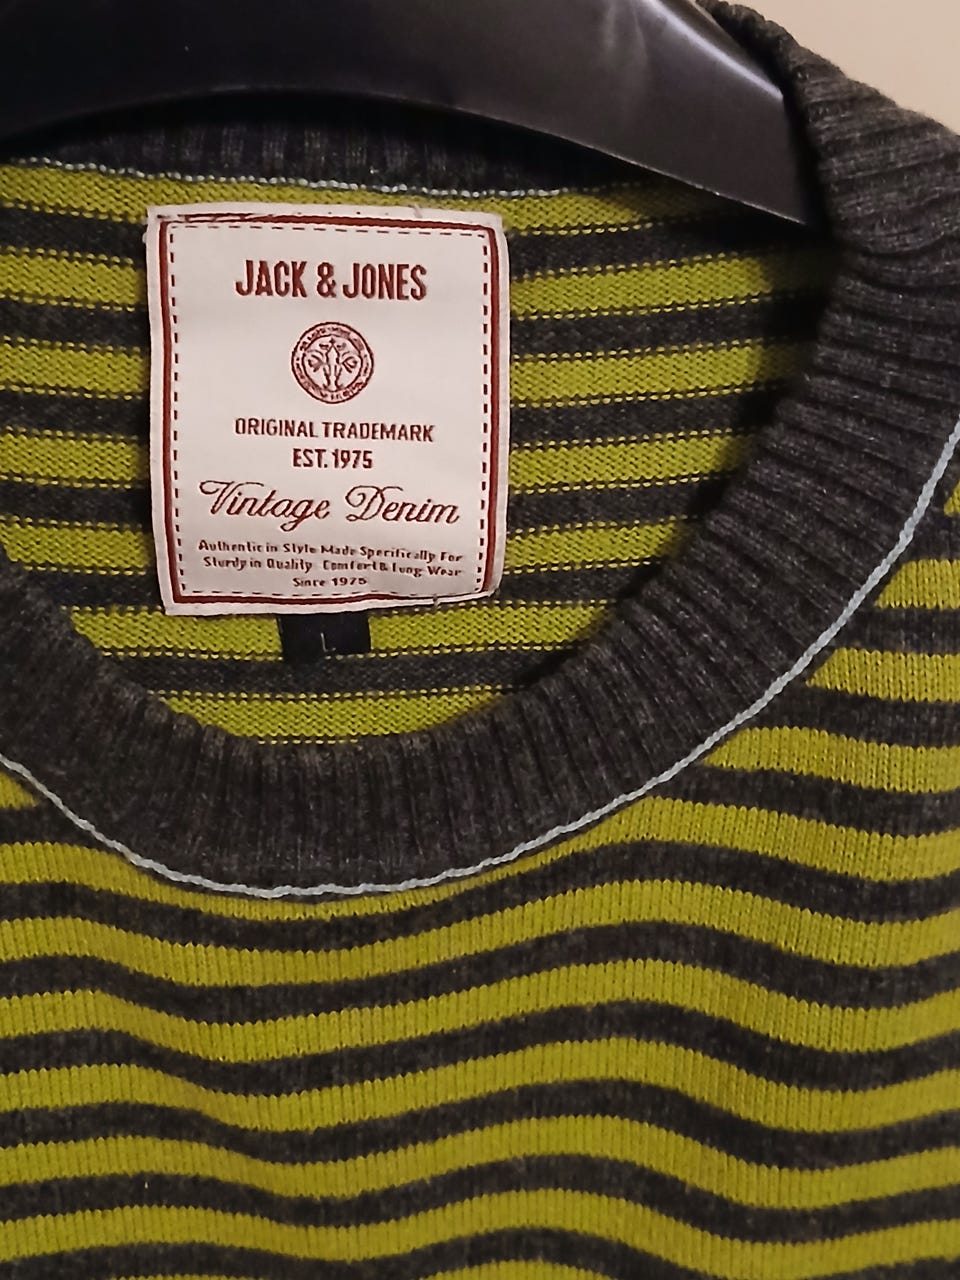 JACK & JONES
ORIGINAL TRADEMARK
EST. 1975
Vintage Denim
Authentic in Style Made Specifically For
Sturdy in Quality Comfort & Long Wear
Since 1975
L